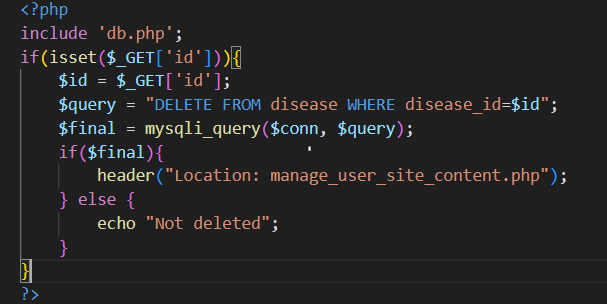 <?php
include 'db.php';
if(isset($_GET['id'])){
    $id = $_GET['id'];
    $query = "DELETE FROM disease WHERE disease_id=$id";
    $final = mysqli_query($conn, $query);
    if($final){
        header("Location: manage_user_site_content.php");
    } else {
        echo "Not deleted";
    }
}
?>